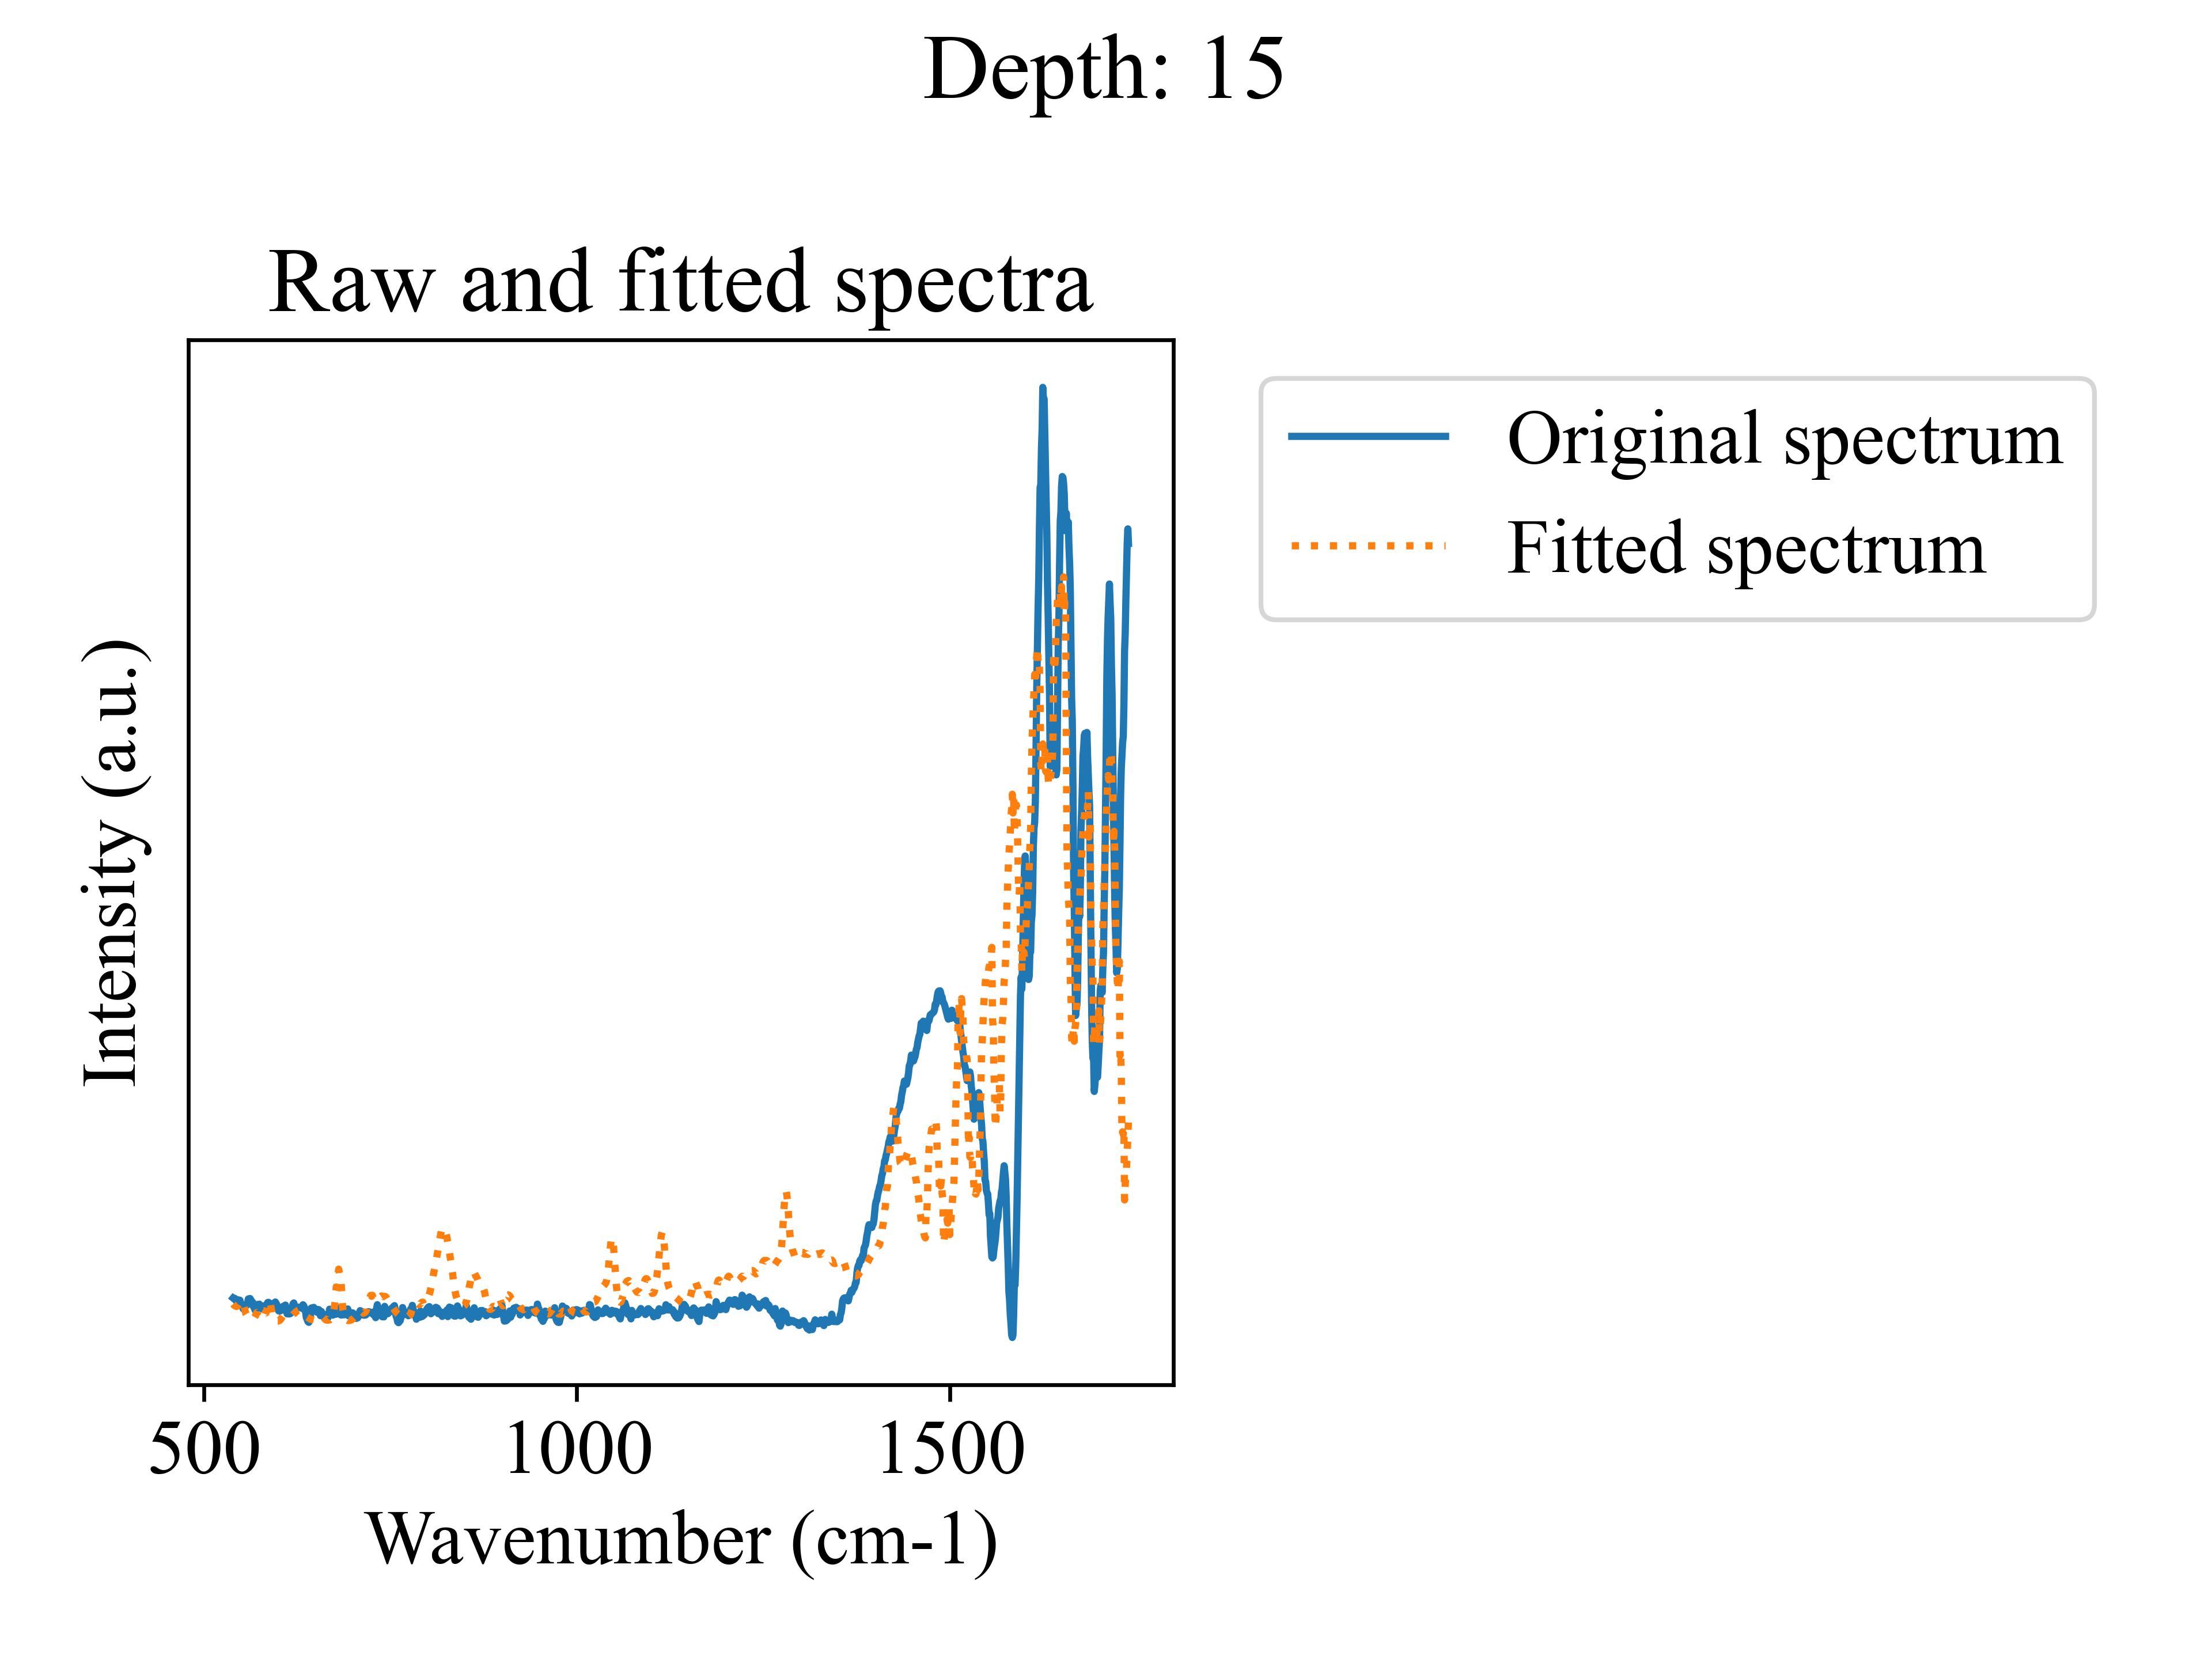 Depth: 15
Raw and fitted spectra
Original spectrum
Fitted spectrum
Intensity (a.u.)
500 1000 1500
Wavenumber (cm-1)